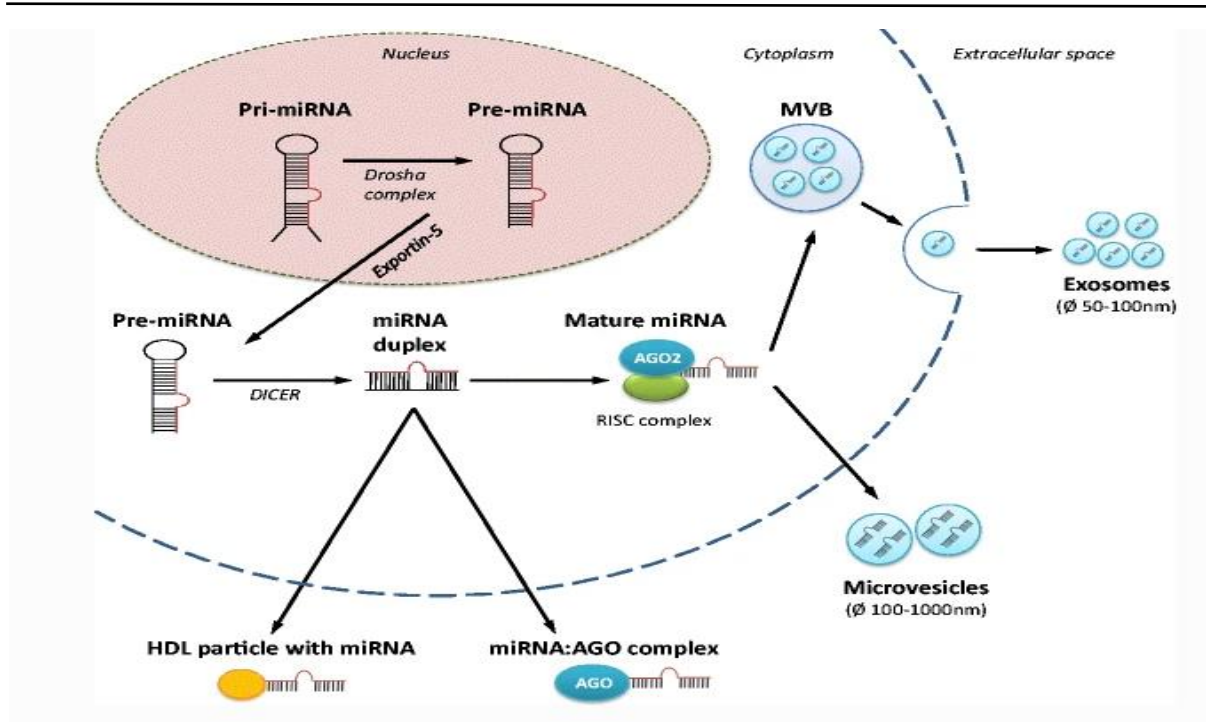 Nucleus
Cytoplasm
Extracellular space
Pri-miRNA
Pre-miRNA
MVB
Drosha
complex
Exportin-5
Exosomes
(Ø 50-100nm)
Pre-miRNA
miRNA
duplex
Mature miRNA
AGO2
DICER
RISC complex
Microvesicles
(Ø 100-1000nm)
HDL particle with miRNA
miRNA:AGO complex
AGO